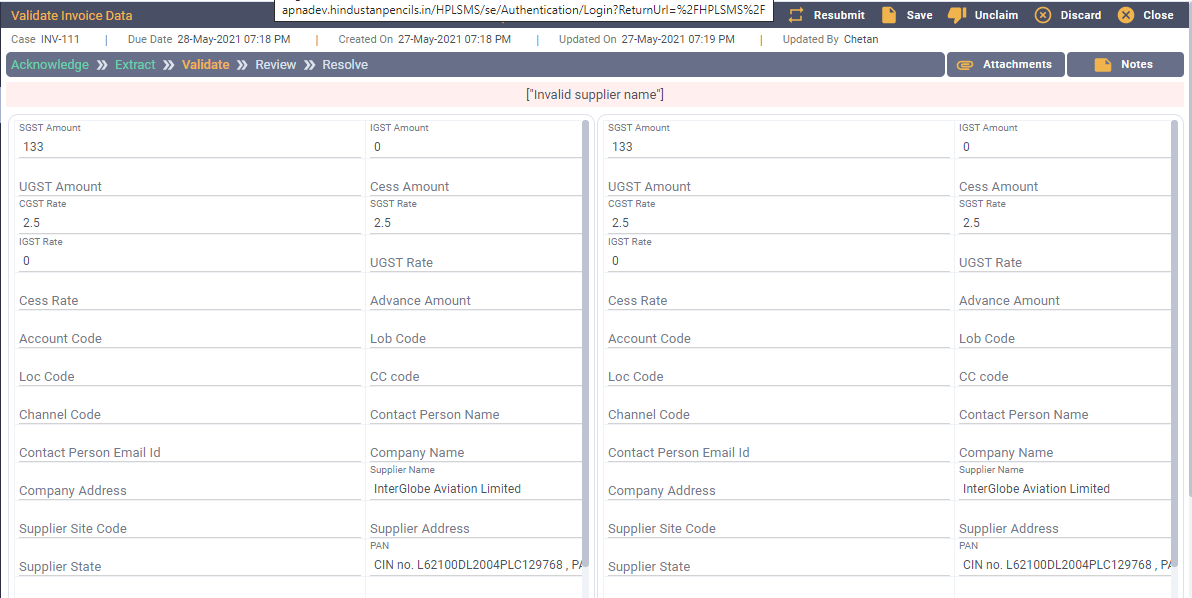 Validate Invoice Data
apnadev.hindustanpencils.in/HPLSMS/se/Authentication/Login?ReturnUrl=%2FHPLSMS%2F
Resubmit Save Unclaim Discard Close
Case INV-111 | Due Date 28-May-2021 07:18 PM | Created On 27-May-2021 07:18 PM | Updated On 27-May-2021 07:19 PM | Updated By Chetan
Acknowledge » Extract » Validate » Review » Resolve Attachments Notes
["Invalid supplier name"]
SGST Amount IGST Amount SGST Amount IGST Amount
133 0 133 0
UGST Amount Cess Amount UGST Amount Cess Amount
CGST Rate SGST Rate CGST Rate SGST Rate
2.5 2.5 2.5 2.5
IGST Rate IGST Rate
0 0
UGST Rate UGST Rate
Cess Rate Advance Amount Cess Rate Advance Amount
Account Code Lob Code Account Code Lob Code
Loc Code CC code Loc Code CC code
Channel Code Contact Person Name Channel Code Contact Person Name
Contact Person Email Id Company Name Contact Person Email Id Company Name
Supplier Name Supplier Name
Company Address InterGlobe Aviation Limited Company Address InterGlobe Aviation Limited
Supplier Site Code Supplier Address Supplier Site Code Supplier Address
PAN PAN
Supplier State CIN no. L62100DL2004PLC129768 , Supplier State CIN no. L62100DL2004PLC129768 ,